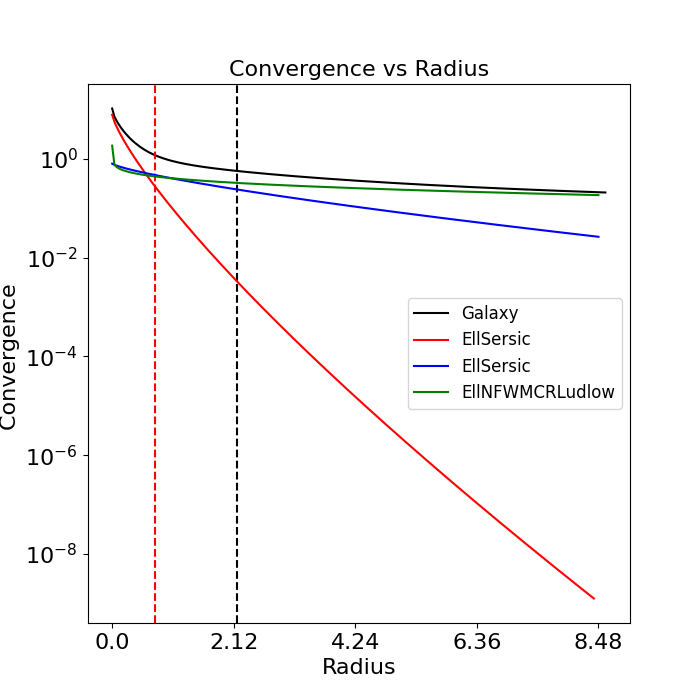 Convergence vs Radius
Convergence
10^0
10^-2
10^-4
10^-6
10^-8
Galaxy
EllSersic
EllSersic
EllNFWMCRLudlow
0.0 2.12 4.24 6.36 8.48
Radius